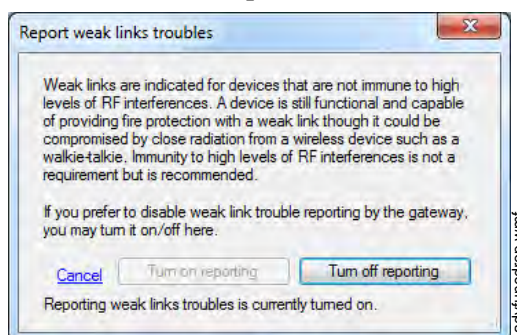 Report weak links troubles
Weak links are indicated for devices that are not immune to high
levels of RF interferences. A device is still functional and capable
of providing fire protection with a weak link though it could be
compromised by close radiation from a wireless device such as a
walkie-talkie. Immunity to high levels of RF interferences is not a
requirement but is recommended.
If you prefer to disable weak link trouble reporting by the gateway,
you may turn it on/off here.
Cancel Turn on reporting Turn off reporting
Reporting weak links troubles is currently turned on.